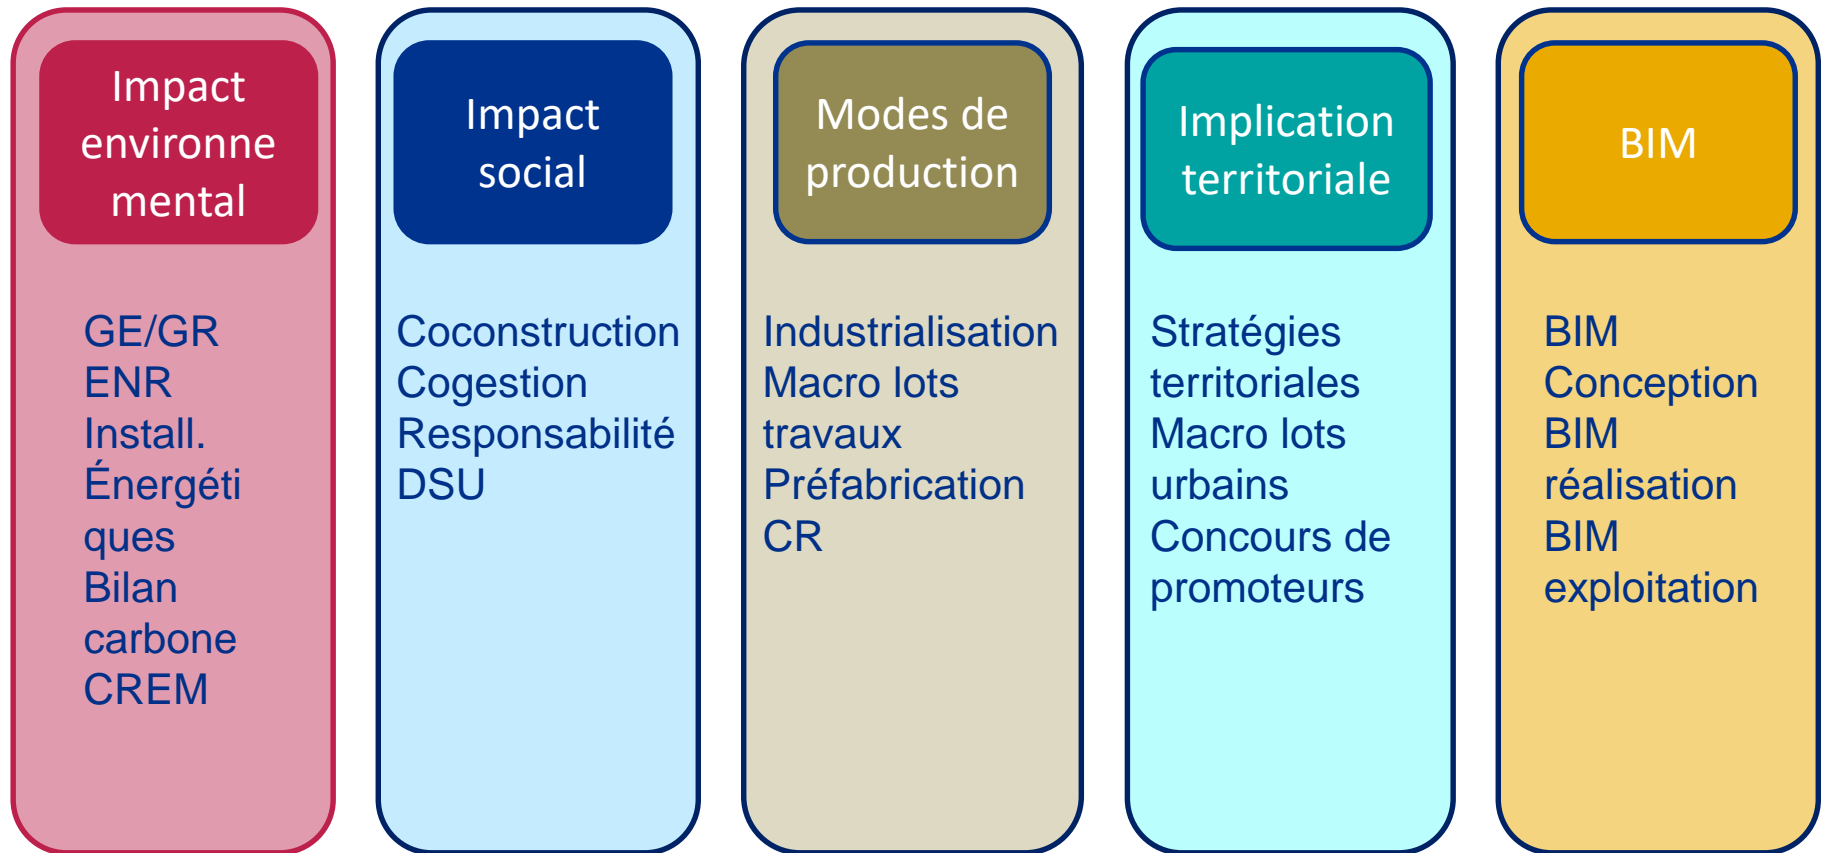 Impact
environne
mental
GE/GR
ENR
Install.
Énergéti
ques
Bilan
carbone
CREM
Impact
social
Coconstruction
Cogestion
Responsabilité
DSU
Modes de
production
Industrialisation
Macro lots
travaux
Préfabrication
CR
Implication
territoriale
Stratégies
territoriales
Macro lots
urbains
Concours de
promoteurs
BIM
BIM
Conception
BIM
réalisation
BIM
exploitation